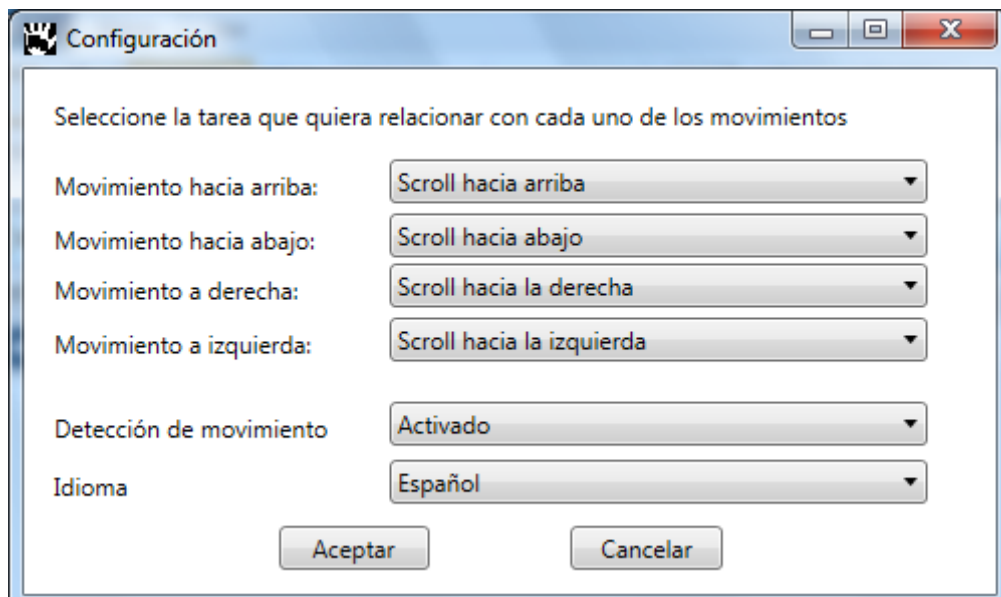 Configuración
Seleccione la tarea que quiera relacionar con cada uno de los movimientos
Movimiento hacia arriba: Scroll hacia arriba
Movimiento hacia abajo: Scroll hacia abajo
Movimiento a derecha: Scroll hacia la derecha
Movimiento a izquierda: Scroll hacia la izquierda
Detección de movimiento Activado
Idioma Español
Aceptar Cancelar